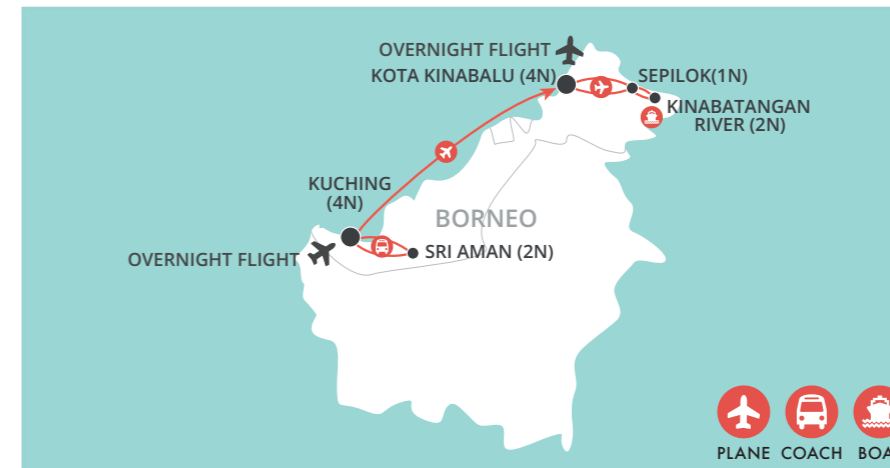 OVERNIGHT FLIGHT
KOTA KINABALU (4N)
SEPILOK(1N)
KINABATANGAN
RIVER (2N)
KUCHING
(4N)
BORNEO
OVERNIGHT FLIGHT
SRI AMAN (2N)
PLANE COACH BOA